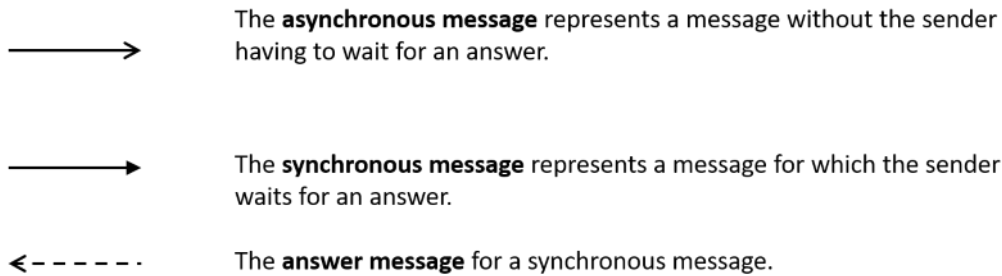 The asynchronous message represents a message without the sender
having to wait for an answer.
The synchronous message represents a message for which the sender
waits for an answer.
The answer message for a synchronous message.